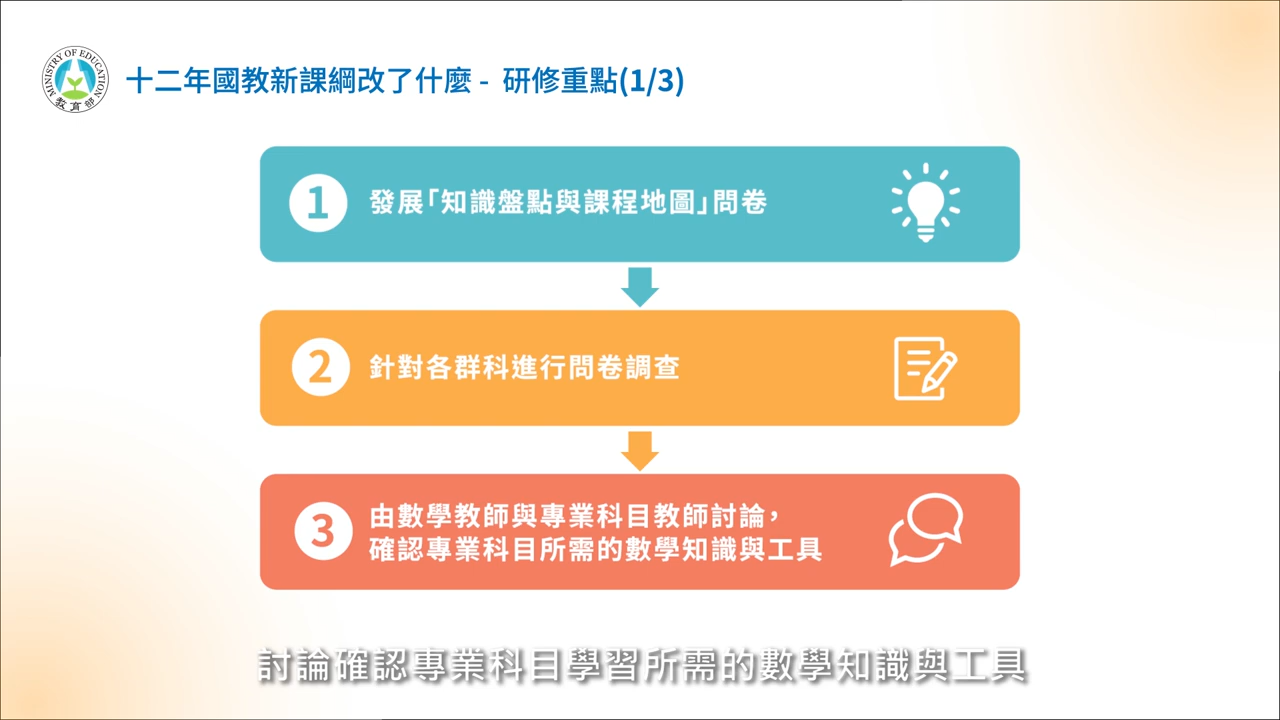 MINISTRY OF EDUCATION
教育部
十二年國教新課綱改了什麼 - 研修重點(1/3)
1
發展「知識盤點與課程地圖」問卷
2
針對各群科進行問卷調查
3
由數學教師與專業科目教師討論，
確認專業科目所需的數學知識與工具
討論確認專業科目學習所需的數學知識與工具